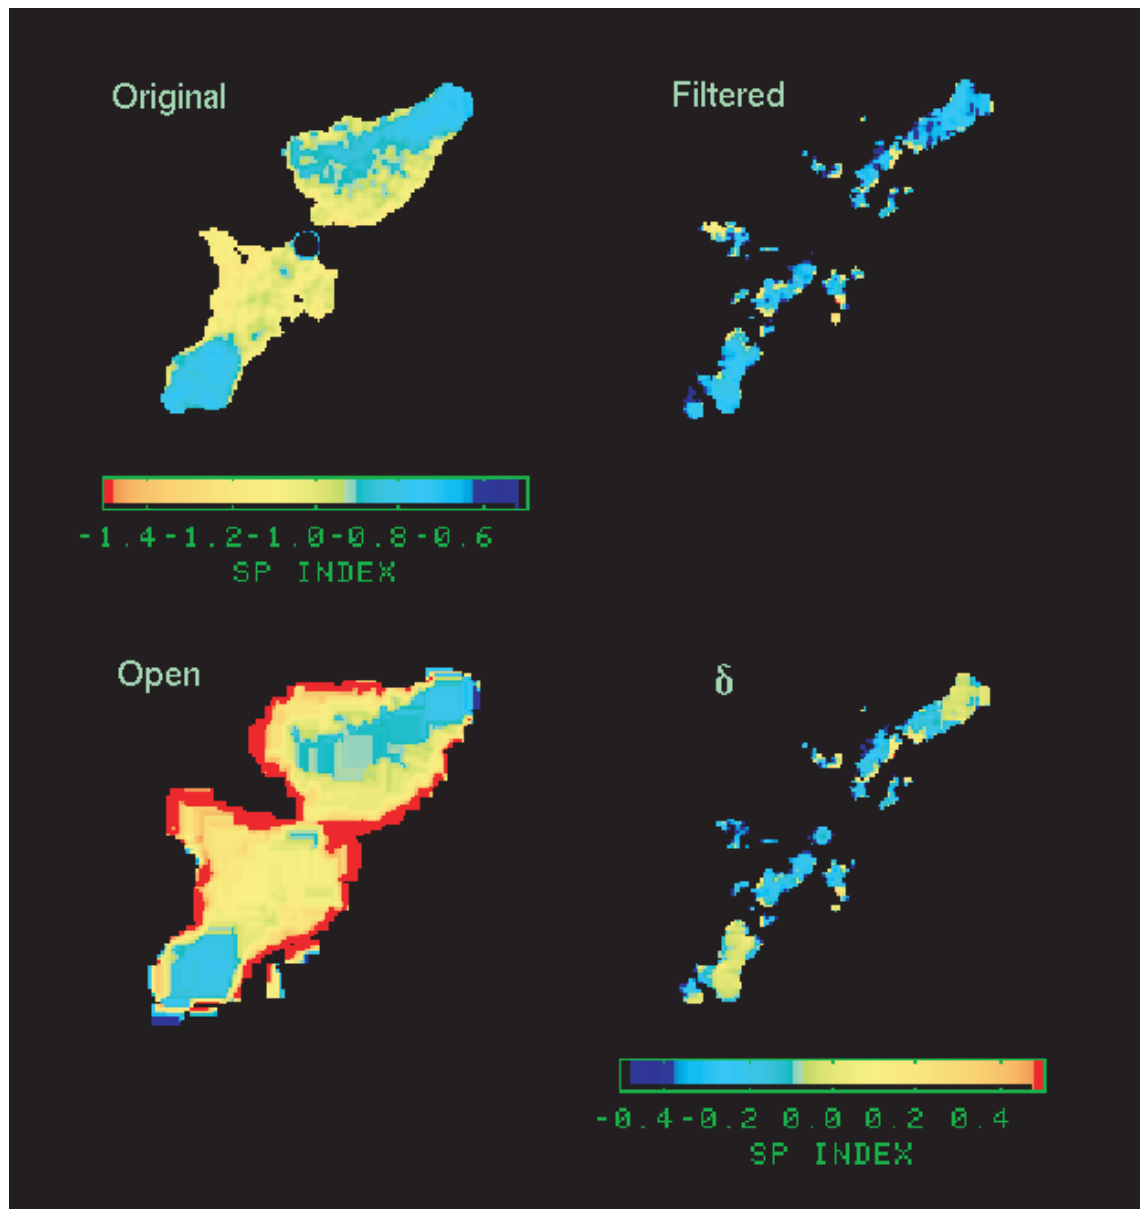 Original
Filtered
-1.4-1.2-1.0-0.8-0.6
SP INDEX
Open
δ
-0.4-0.2 0.0 0.2 0.4
SP INDEX